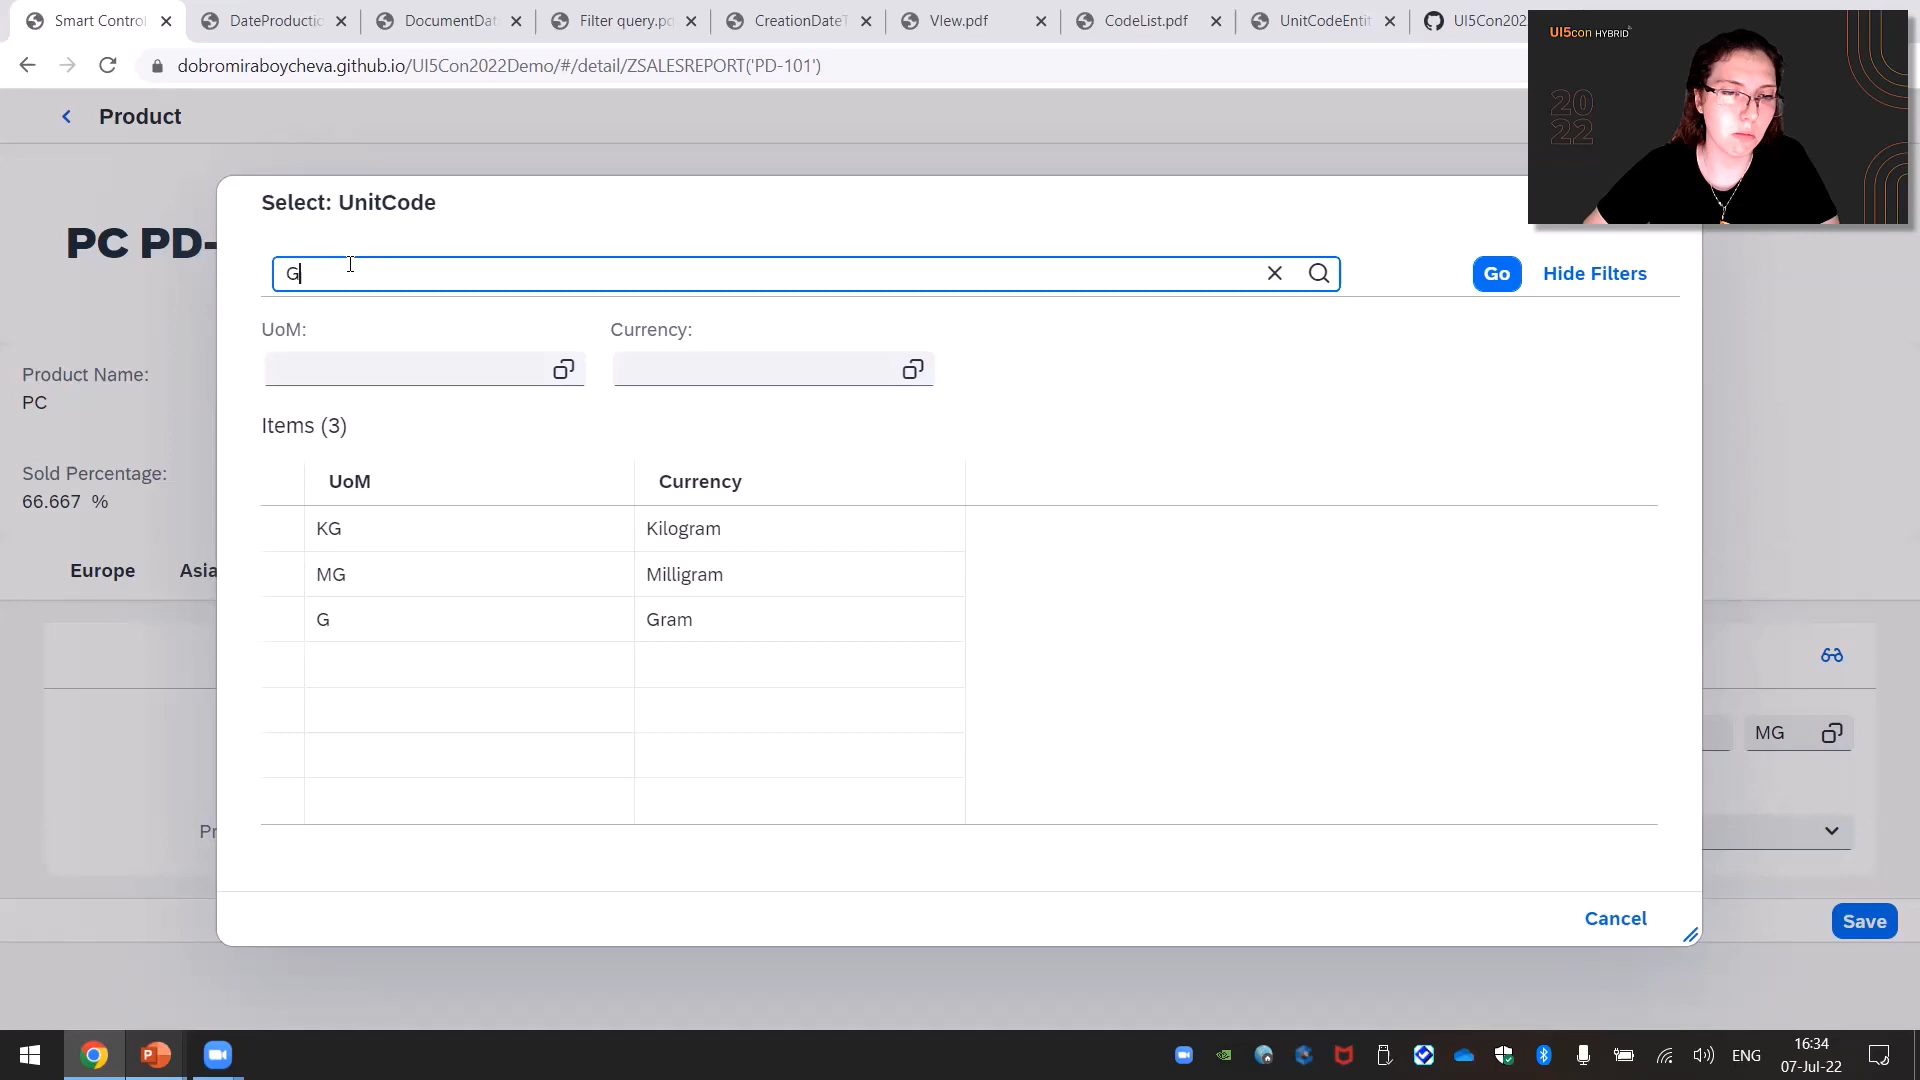 Smart Control
DateProductio
DocumentDat
Filter query.pd
CreationDateT
VIew.pdf
CodeList.pdf
UnitCodeEntit
UI5Con202
dobromiraboycheva.github.io/UI5Con2022Demo/#/detail/ZSALESREPORT('PD-101')
UI5con HYBRID
20
22
Product
PC PD-
Product Name:
PC
Sold Percentage:
66.667 %
Europe
Asia
Select: UnitCode
G
Go
Hide Filters
UoM:
Currency:
Items (3)
UoM
Currency
KG
Kilogram
MG
Milligram
G
Gram
MG
Pr
Cancel
Save
ENG
16:34
07-Jul-22